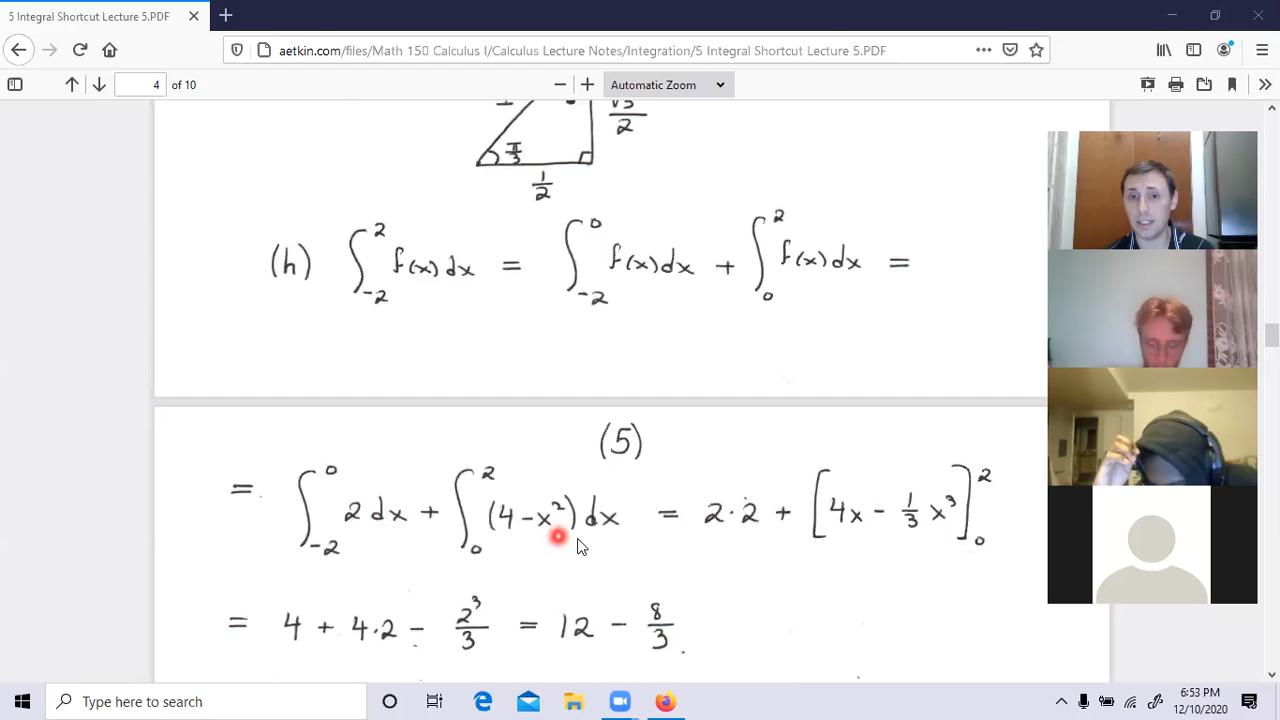 5 Integral Shortcut Lecture 5.PDF
aetkin.com/files/Math 150 Calculus I/Calculus Lecture Notes/Integration/5 Integral Shortcut Lecture 5.PDF
4 of 10
Automatic Zoom
1 √3/2
π/3
1/2
(h) ∫_{-2}^{2} f(x)dx = ∫_{-2}^{0} f(x)dx + ∫_{0}^{2} f(x)dx =
(5)
= ∫_{-2}^{0} 2dx + ∫_{0}^{2} (4-x²)dx = 2·2 + [4x - 1/3 x³]_{0}^{2}
= 4 + 4·2 - 2³/3 = 12 - 8/3.
Type here to search
6:53 PM
12/10/2020